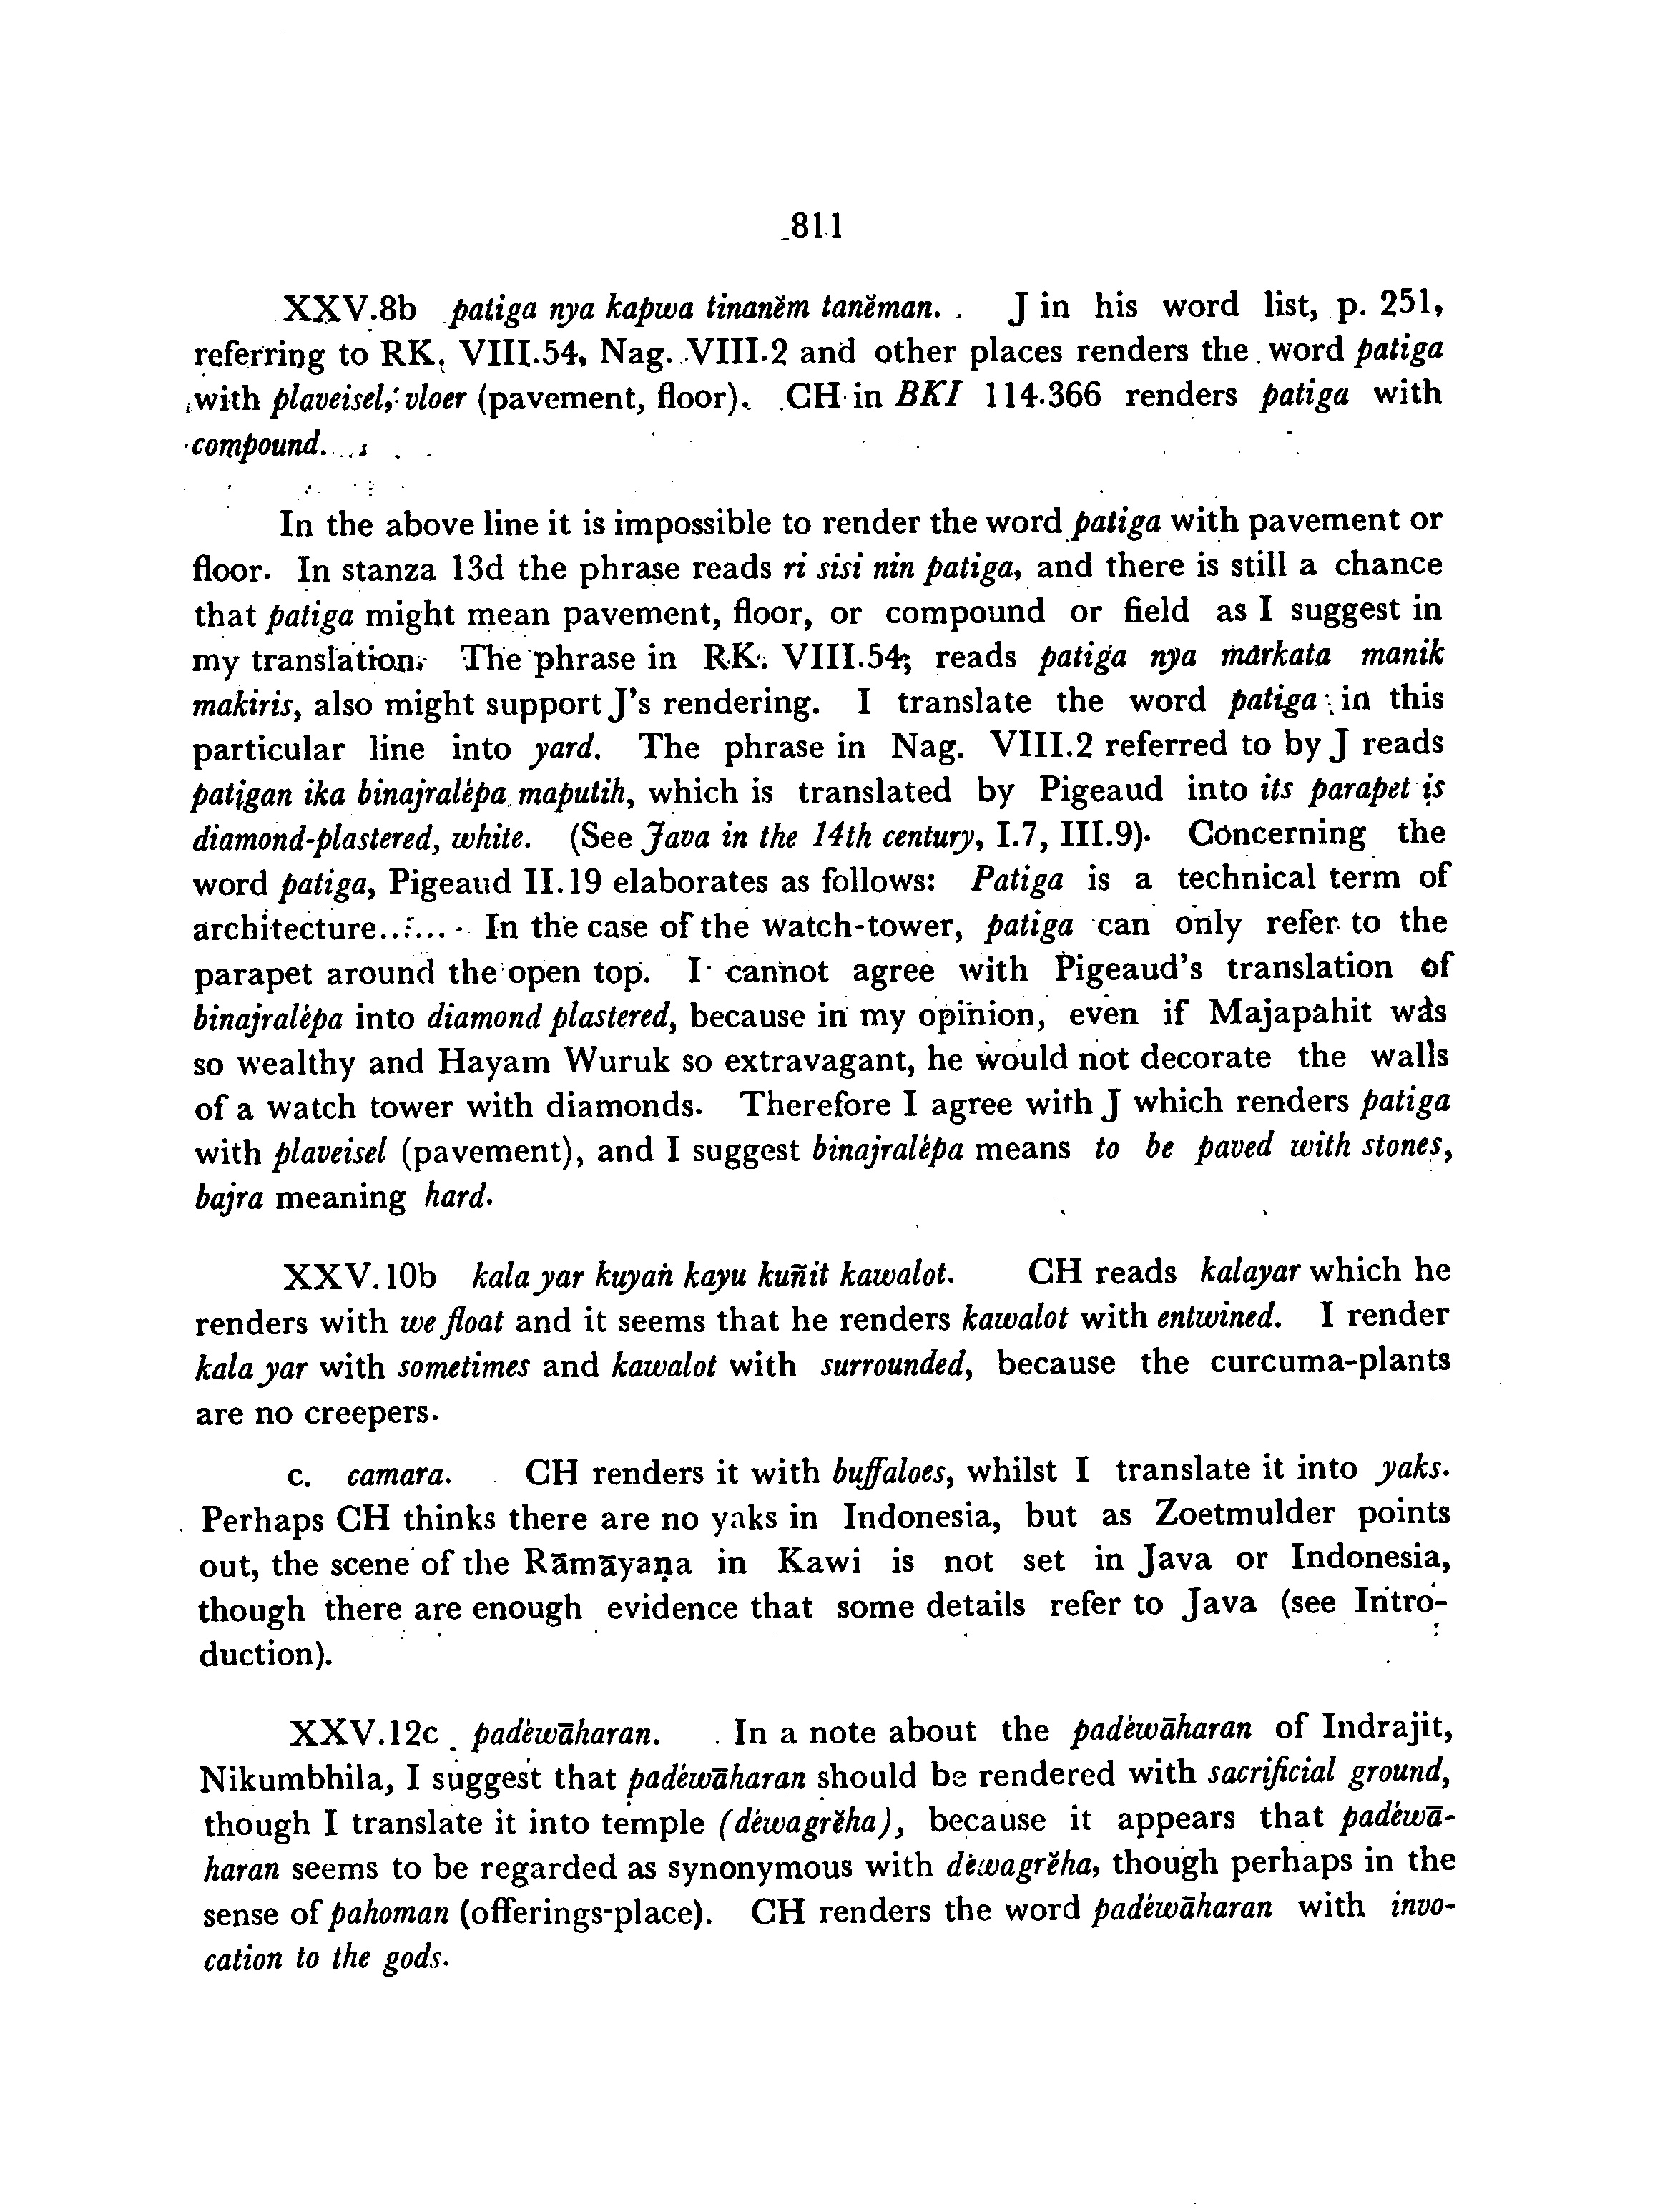 811
XXV.8b patiga nya kapwa tinaněm taněman. J in his word list, p. 251,
referring to RK. VIII.54, Nag. VIII.2 and other places renders the word patiga
with plaveisel, vloer (pavement, floor). CH in BKI 114.366 renders patiga with
compound.
In the above line it is impossible to render the word patiga with pavement or
floor. In stanza 13d the phrase reads ri sisi nin patiga, and there is still a chance
that patiga might mean pavement, floor, or compound or field as I suggest in
my translation. The phrase in RK. VIII.54, reads patiga nya markata manik
makiris, also might support J's rendering. I translate the word patiga in this
particular line into yard. The phrase in Nag. VIII.2 referred to by J reads
patigan ika binajralépa maputih, which is translated by Pigeaud into its parapet is
diamond-plastered, white. (See Java in the 14th century, I.7, III.9). Concerning the
word patiga, Pigeaud II.19 elaborates as follows: Patiga is a technical term of
architecture...... In the case of the watch-tower, patiga can only refer to the
parapet around the open top. I cannot agree with Pigeaud's translation of
binajralépa into diamond plastered, because in my opinion, even if Majapahit was
so wealthy and Hayam Wuruk so extravagant, he would not decorate the walls
of a watch tower with diamonds. Therefore I agree with J which renders patiga
with plaveisel (pavement), and I suggest binajralépa means to be paved with stones,
bajra meaning hard.
XXV.10b kala yar kuyaṅ kayu kuñit kawalot. CH reads kalayar which he
renders with we float and it seems that he renders kawalot with entwined. I render
kala yar with sometimes and kawalot with surrounded, because the curcuma-plants
are no creepers.
c. camara. CH renders it with buffaloes, whilst I translate it into yaks.
Perhaps CH thinks there are no yaks in Indonesia, but as Zoetmulder points
out, the scene of the Rāmāyaṇa in Kawi is not set in Java or Indonesia,
though there are enough evidence that some details refer to Java (see Intro-
duction).
XXV.12c padéwāharan. In a note about the padéwāharan of Indrajit,
Nikumbhila, I suggest that padéwāharan should be rendered with sacrificial ground,
though I translate it into temple (déwagrěha), because it appears that padéwā-
haran seems to be regarded as synonymous with déwagrěha, though perhaps in the
sense of pahoman (offerings-place). CH renders the word padéwāharan with invo-
cation to the gods.